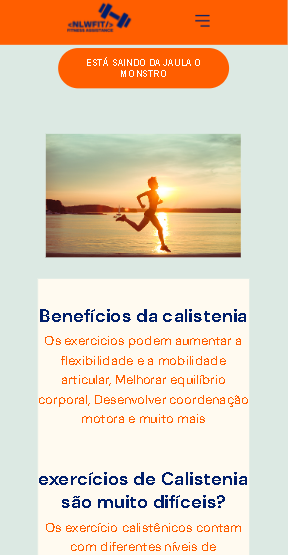 <NLWFIT/>
FITNESS ASSISTANCE
ESTÁ SAINDO DA JAULA O
MONSTRO
Benefícios da calistenia
Os exercicios podem aumentar a
flexibilidade e a mobilidade
articular, Melhorar equilíbrio
corporal, Desenvolver coordenação
motora e muito mais
exercícios de Calistenia
são muito difíceis?
Os exercício calistênicos contam
com diferentes níveis de